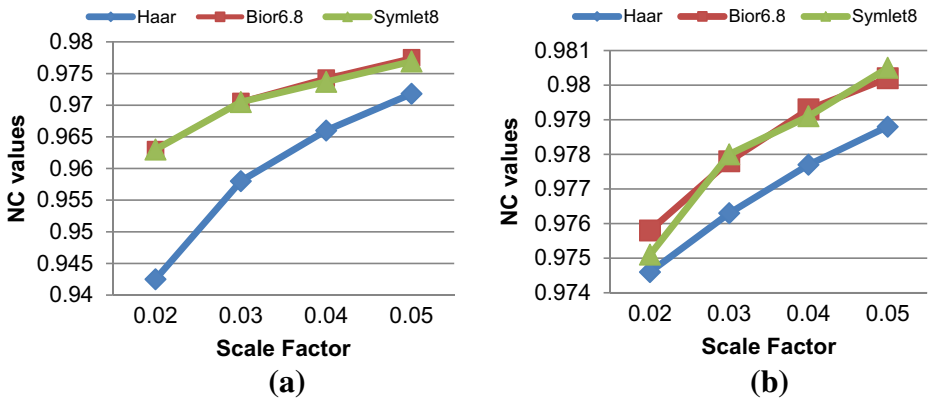 Haar Bior6.8 Symlet8
0.98
0.975
0.97
0.965
0.96
0.955
0.95
0.945
0.94
NC values
0.02 0.03 0.04 0.05
Scale Factor
(a)
Haar Bior6.8 Symlet8
0.981
0.98
0.979
0.978
0.977
0.976
0.975
0.974
NC values
0.02 0.03 0.04 0.05
Scale Factor
(b)